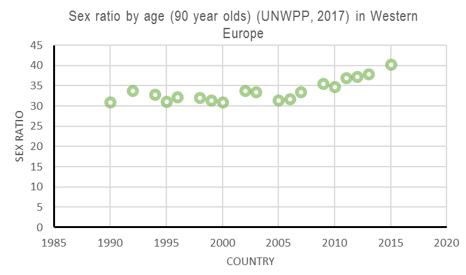 Sex ratio by age (90 year olds) (UNWPP, 2017) in Western
Europe
45
40
35
30
25
20
15
10
5
0
SEX RATIO
1985 1990 1995 2000 2005 2010 2015 2020
COUNTRY